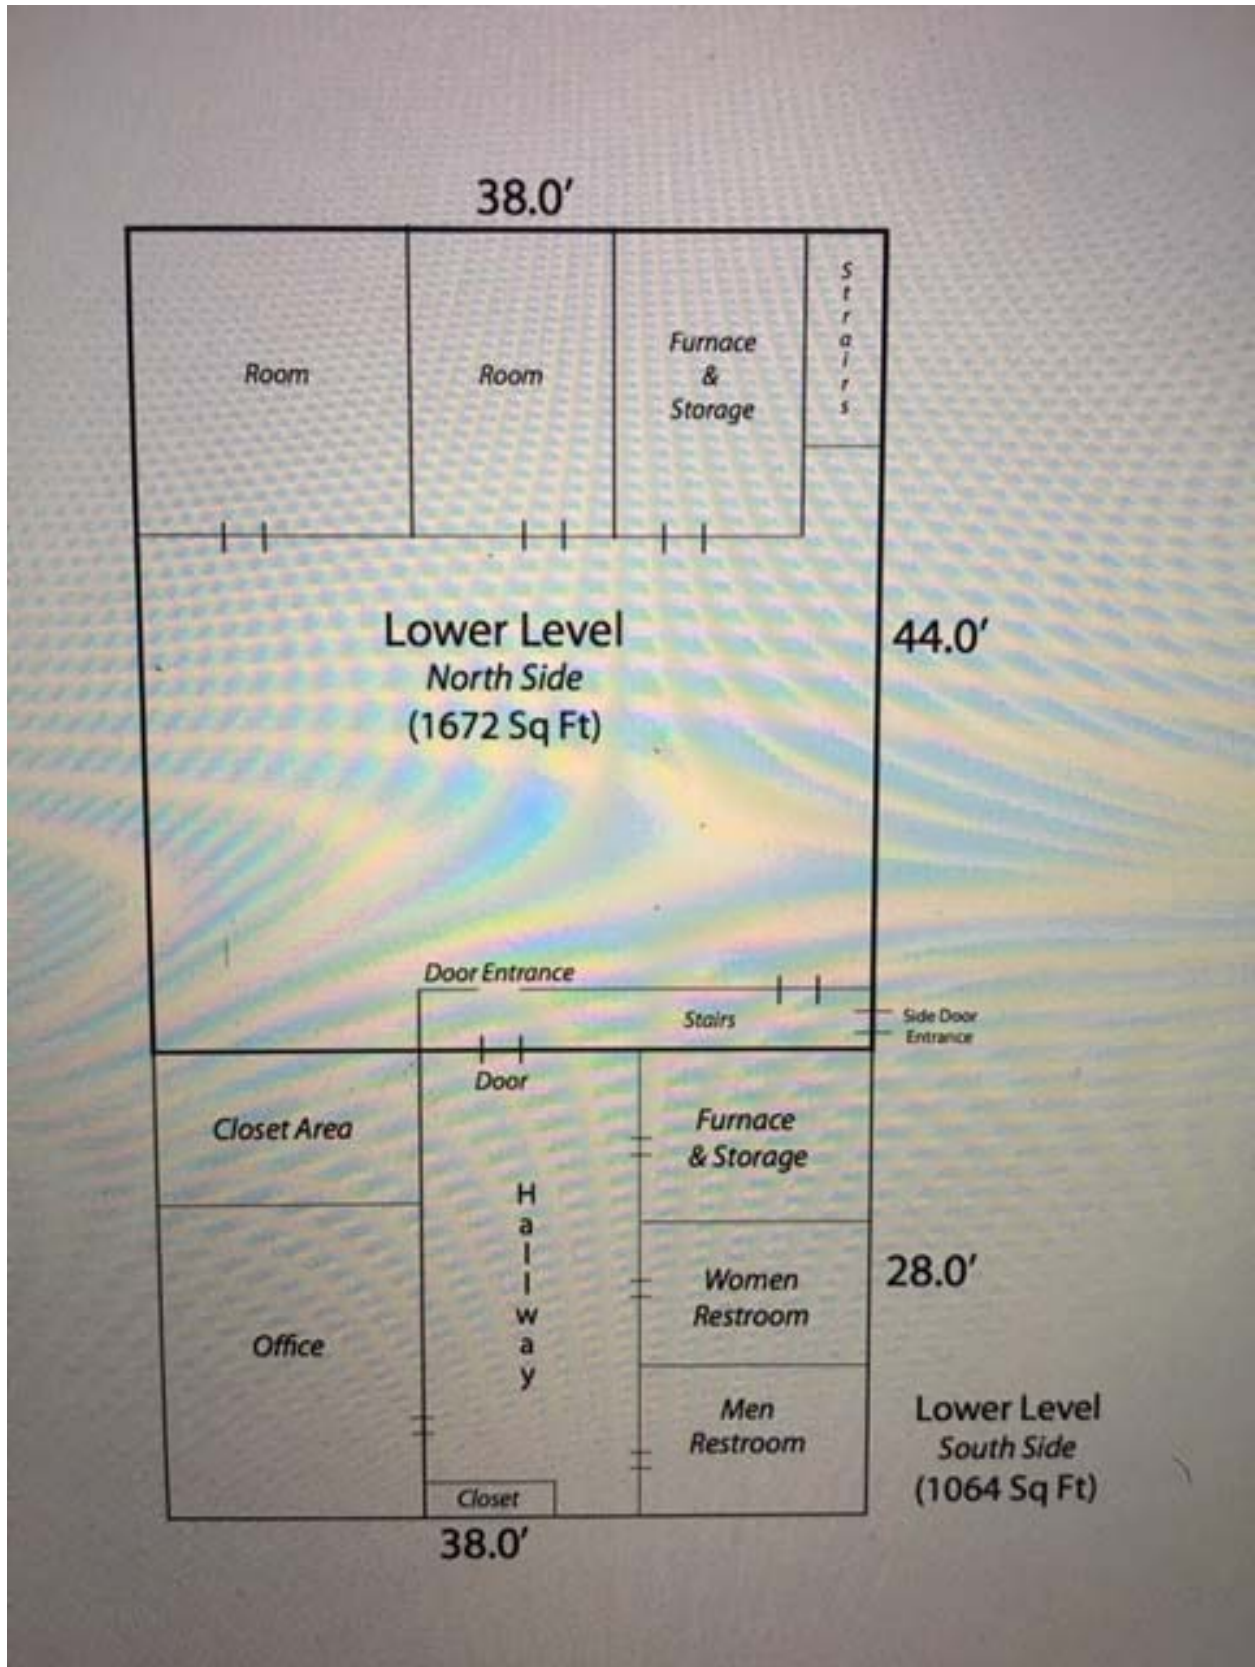 38.0'
Strairs
Room
Room
Furnace
&
Storage
Lower Level
North Side
(1672 Sq Ft)
44.0'
Door Entrance
Stairs
Side Door
Entrance
Door
Closet Area
Furnace
& Storage
Hallway
Women
Restroom
28.0'
Office
Men
Restroom
Lower Level
South Side
(1064 Sq Ft)
Closet
38.0'